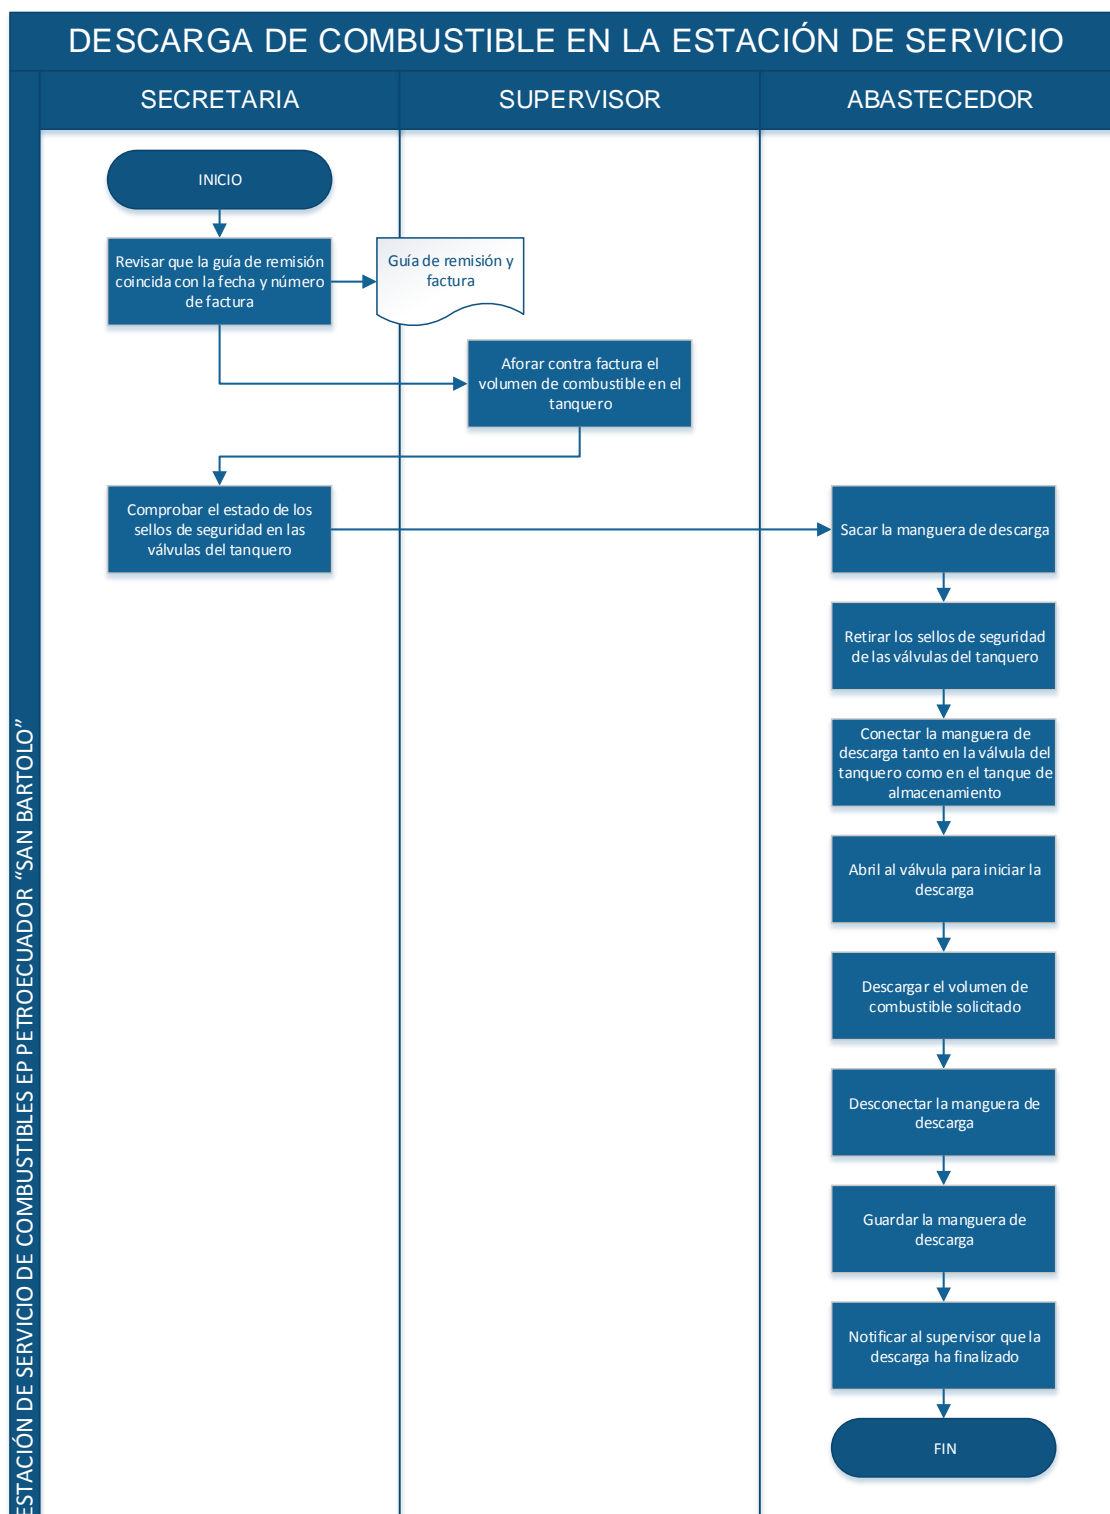 DESCARGA DE COMBUSTIBLE EN LA ESTACIÓN DE SERVICIO
SECRETARIA
SUPERVISOR
ABASTECEDOR
INICIO
Revisar que la guía de remisión
coincida con la fecha y número
de factura
Guía de remisión y
factura
Aforar contra factura el
volumen de combustible en el
tanquero
Comprobar el estado de los
sellos de seguridad en las
válvulas del tanquero
Sacar la manguera de descarga
Retirar los sellos de seguridad
de las válvulas del tanquero
Conectar la manguera de
descarga tanto en la válvula del
tanquero como en el tanque de
almacenamiento
Abril al válvula para iniciar la
descarga
Descargar el volumen de
combustible solicitado
Desconectar la manguera de
descarga
Guardar la manguera de
descarga
Notificar al supervisor que la
descarga ha finalizado
FIN
ESTACIÓN DE SERVICIO DE COMBUSTIBLES EP PETROECUADOR “SAN BARTOLO”